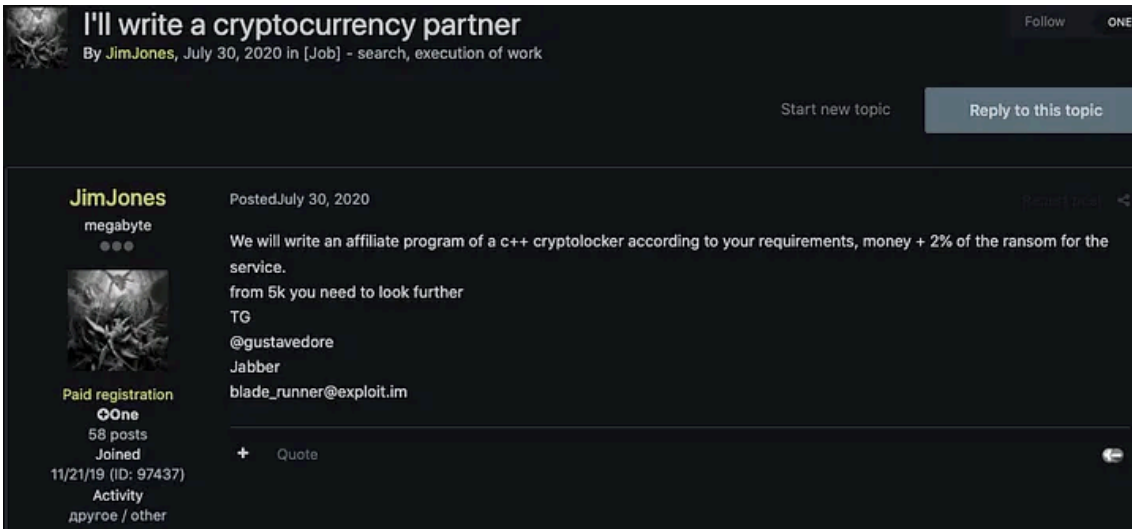 I'll write a cryptocurrency partner
By JimJones, July 30, 2020 in [Job] - search, execution of work
Follow
ONE
Start new topic
Reply to this topic
JimJones
megabyte
Paid registration
One
58 posts
Joined
11/21/19 (ID: 97437)
Activity
другое / other
PostedJuly 30, 2020
Report post
We will write an affiliate program of a c++ cryptolocker according to your requirements, money + 2% of the ransom for the
service.
from 5k you need to look further
TG
@gustavedore
Jabber
blade_runner@exploit.im
+ Quote